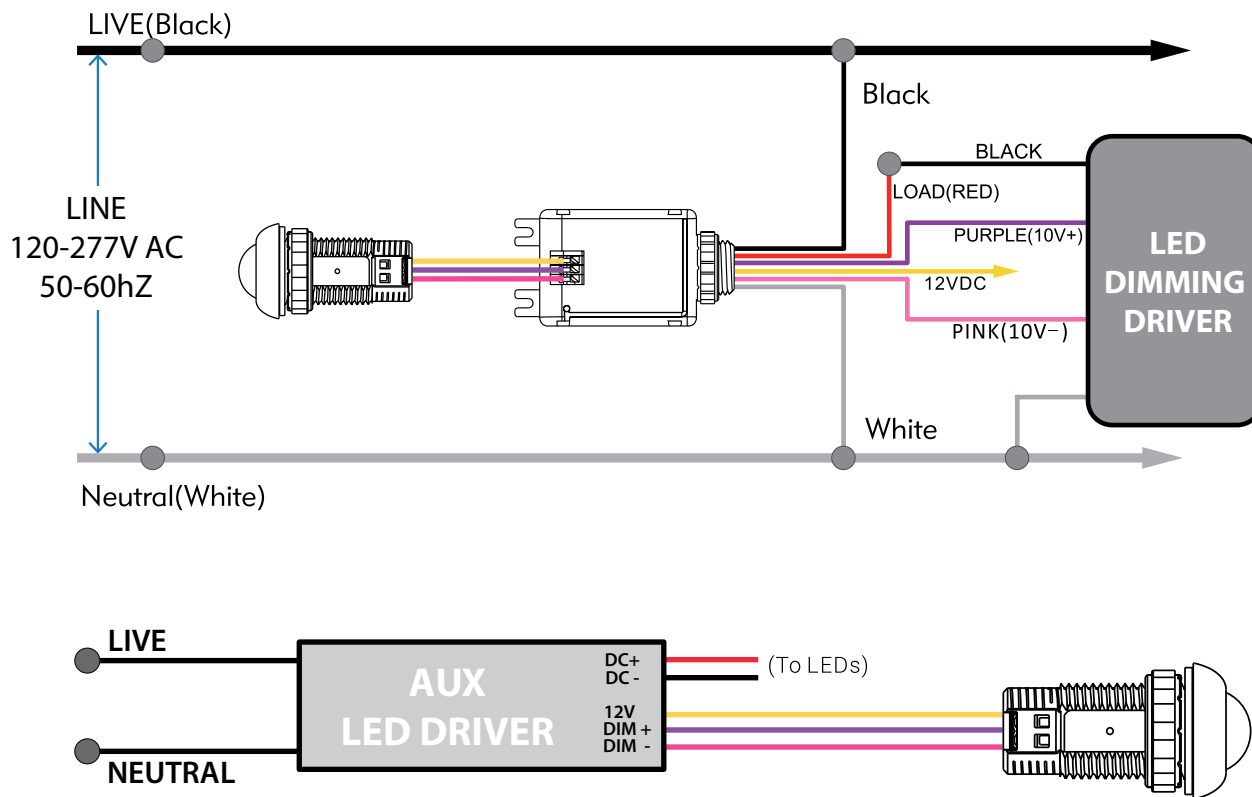 LIVE(Black)
Black
BLACK
LOAD(RED)
PURPLE(10V+)
12VDC
PINK(10V-)
LINE
120-277V AC
50-60hZ
LED
DIMMING
DRIVER
White
Neutral(White)
LIVE
NEUTRAL
AUX
LED DRIVER
DC+
DC -
(To LEDs)
12V
DIM +
DIM -